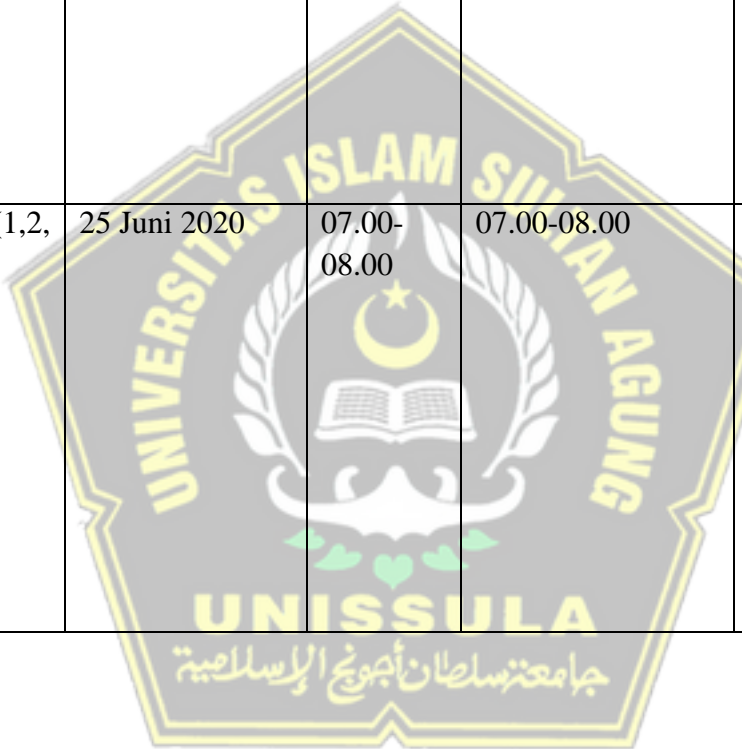 1,2,
25 Juni 2020
07.00-
08.00
07.00-08.00
UNIVERSITAS ISLAM SULTAN AGUNG
UNISSULA
جامعة سلطان أجونج الإسلامية